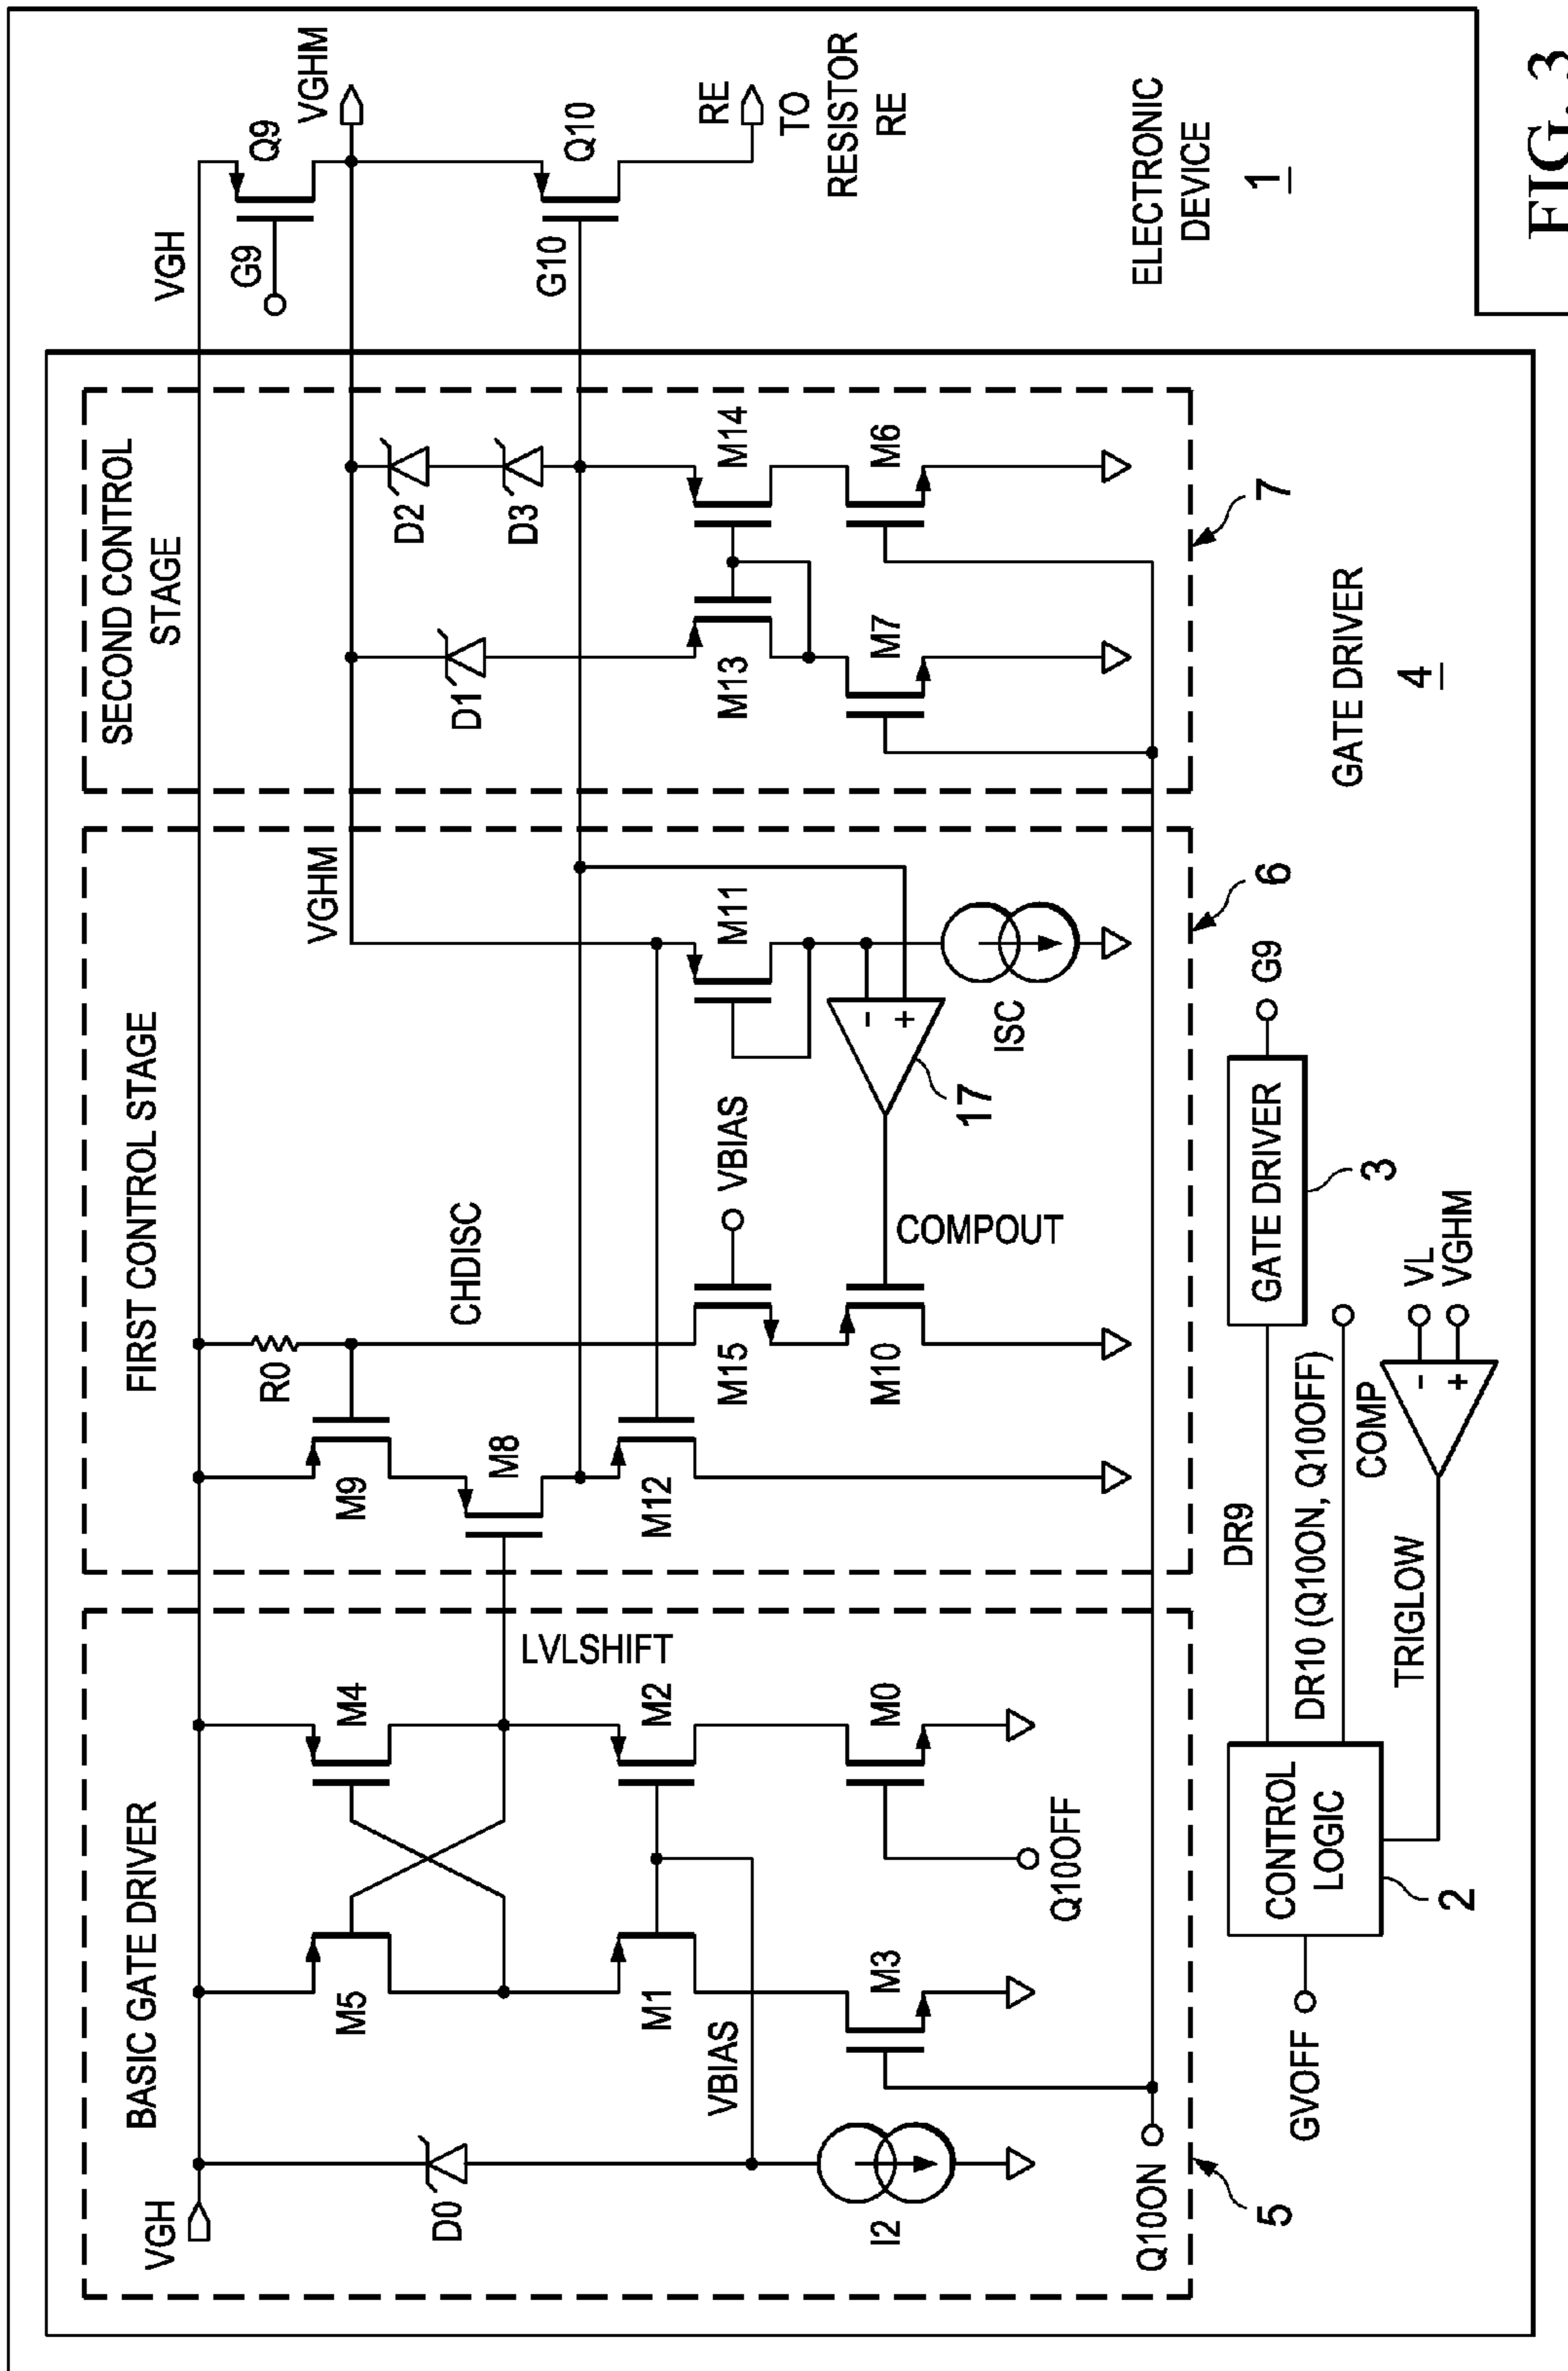 BASIC GATE DRIVER
VGH
D0
I2
VBIAS
M5
M4
M1
M2
M3
M0
LVLSHIFT
Q10OFF
Q10ON
5
FIRST CONTROL STAGE
R0
M9
M8
CHDISC
M12
M15
VBIAS
M10
COMPOUT
VGHM
M11
17
ISC
6
SECOND CONTROL
STAGE
D1
D2
D3
M13
M14
M7
M6
7
VGH
G9
Q9
VGHM
G10
Q10
RE
TO
RESISTOR
RE
ELECTRONIC
DEVICE
1
GVOFF
CONTROL
LOGIC
2
DR9
DR10 (Q10ON, Q10OFF)
TRIGLOW
COMP
-
+
VL
VGHM
GATE DRIVER
3
G9
-
+
GATE DRIVER
4
FIG. 3